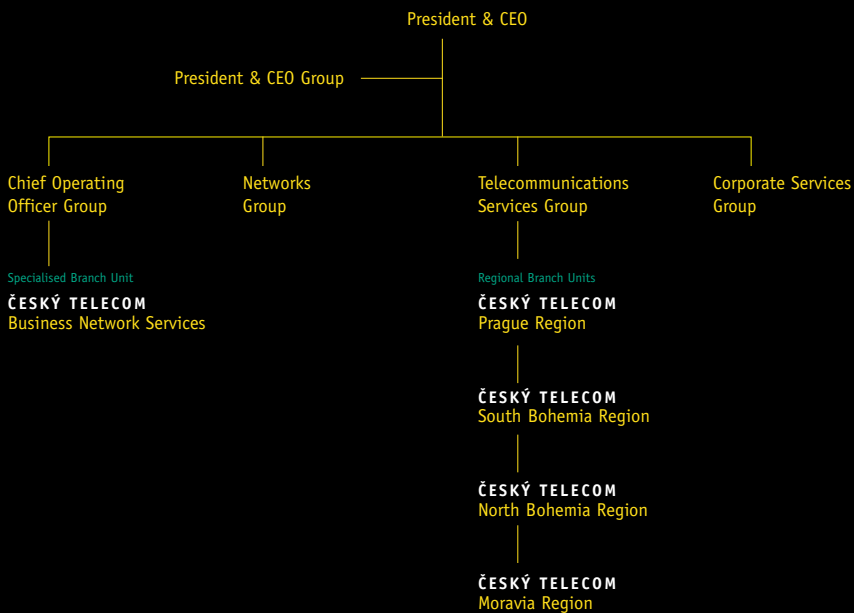 President & CEO
President & CEO Group
Chief Operating
Officer Group
Networks
Group
Telecommunications
Services Group
Corporate Services
Group
Specialised Branch Unit
ČESKÝ TELECOM
Business Network Services
Regional Branch Units
ČESKÝ TELECOM
Prague Region
ČESKÝ TELECOM
South Bohemia Region
ČESKÝ TELECOM
North Bohemia Region
ČESKÝ TELECOM
Moravia Region